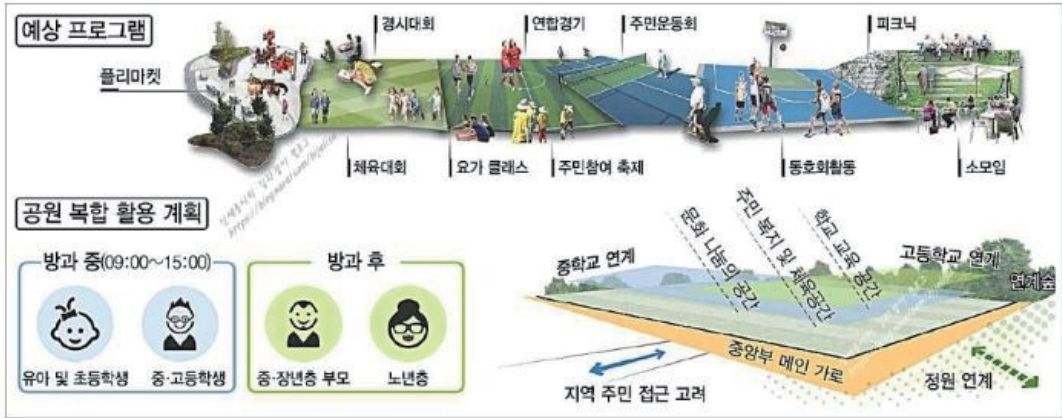 예상 프로그램
경시대회
연합경기
주민운동회
피크닉
플리마켓
체육대회
요가 클래스
주민참여 축제
동호회활동
소모임
공원 복합 활용 계획
방과 중(09:00~15:00)
유아 및 초등학생
중·고등학생
방과 후
중·장년층 부모
노년층
중학교 연계
문화 나눔의 공간
주민 복지 및 체육공간
학교 교육 공간
고등학교 연계
연계숲
중앙부 메인 가로
지역 주민 접근 고려
정원 연계